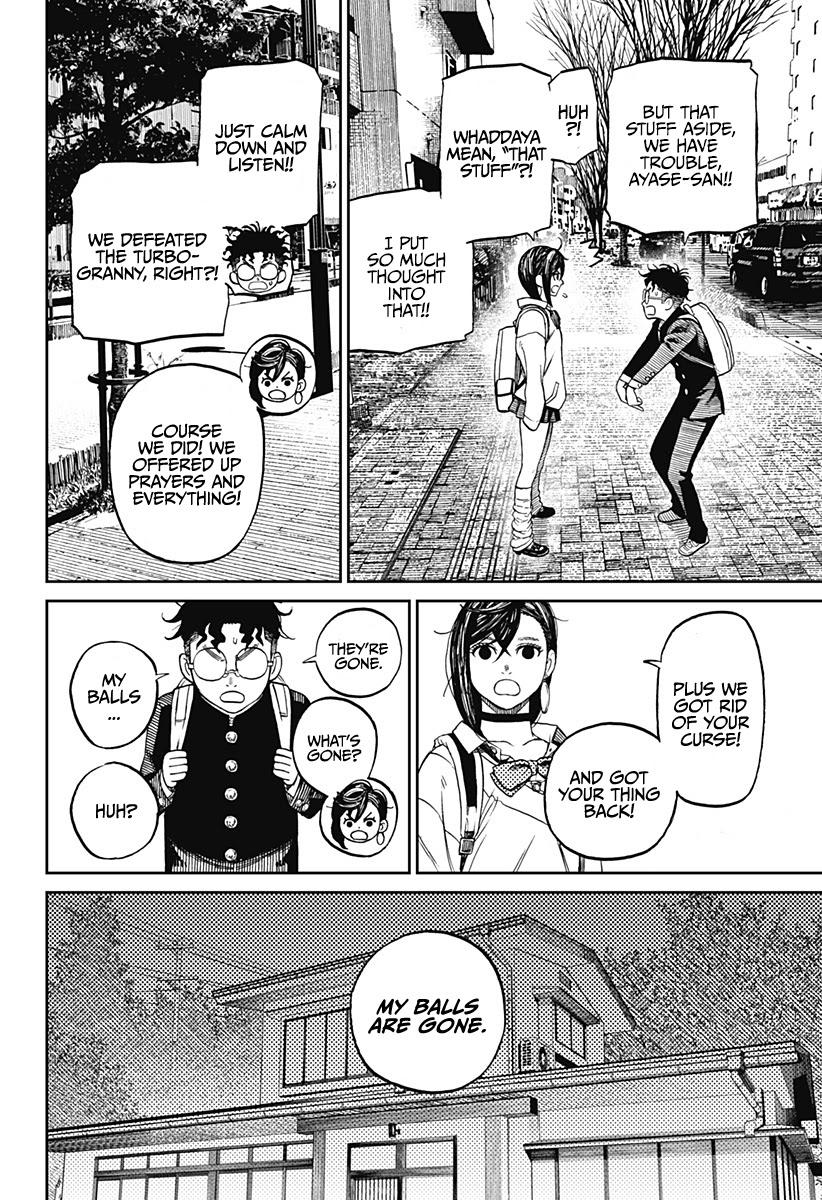 BUT THAT
STUFF ASIDE,
WE HAVE
TROUBLE,
AYASE-SAN!!
HUH
?!
WHADDAYA
MEAN, "THAT
STUFF"?!
I PUT
SO MUCH
THOUGHT
INTO
THAT!!
JUST CALM
DOWN AND
LISTEN!!
WE DEFEATED
THE TURBO-
GRANNY, RIGHT?!
COURSE
WE DID! WE
OFFERED UP
PRAYERS AND
EVERYTHING!
PLUS WE
GOT RID
OF YOUR
CURSE!
AND GOT
YOUR THING
BACK!
THEY'RE
GONE.
WHAT'S
GONE?
MY
BALLS
...
HUH?
MY BALLS
ARE GONE.